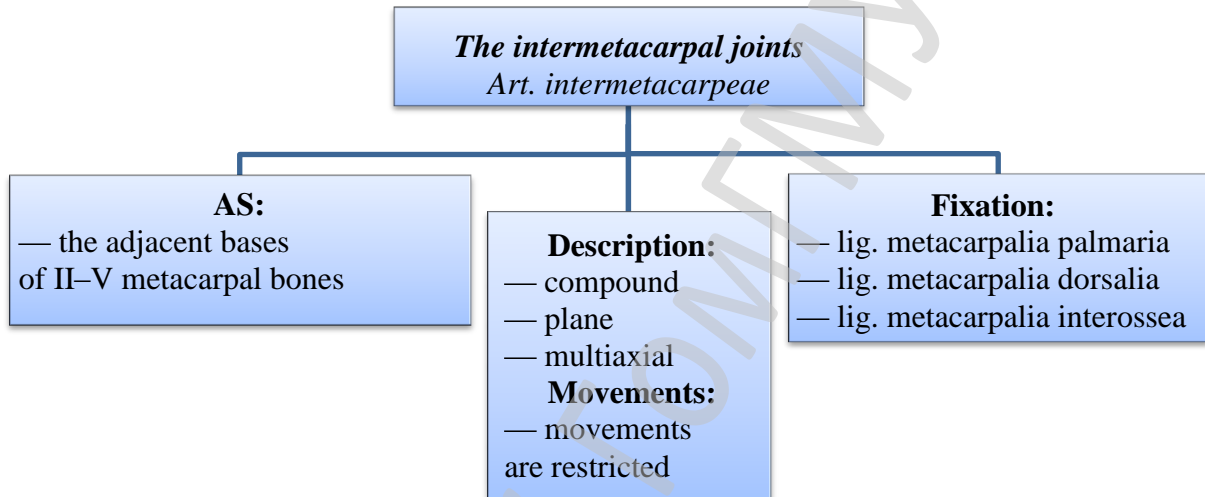 The intermetacarpal joints
Art. intermetacarpeae
AS:
— the adjacent bases
of II–V metacarpal bones
Description:
— compound
— plane
— multiaxial
Movements:
— movements
are restricted
Fixation:
— lig. metacarpalia palmaria
— lig. metacarpalia dorsalia
— lig. metacarpalia interossea
ГомГМУ